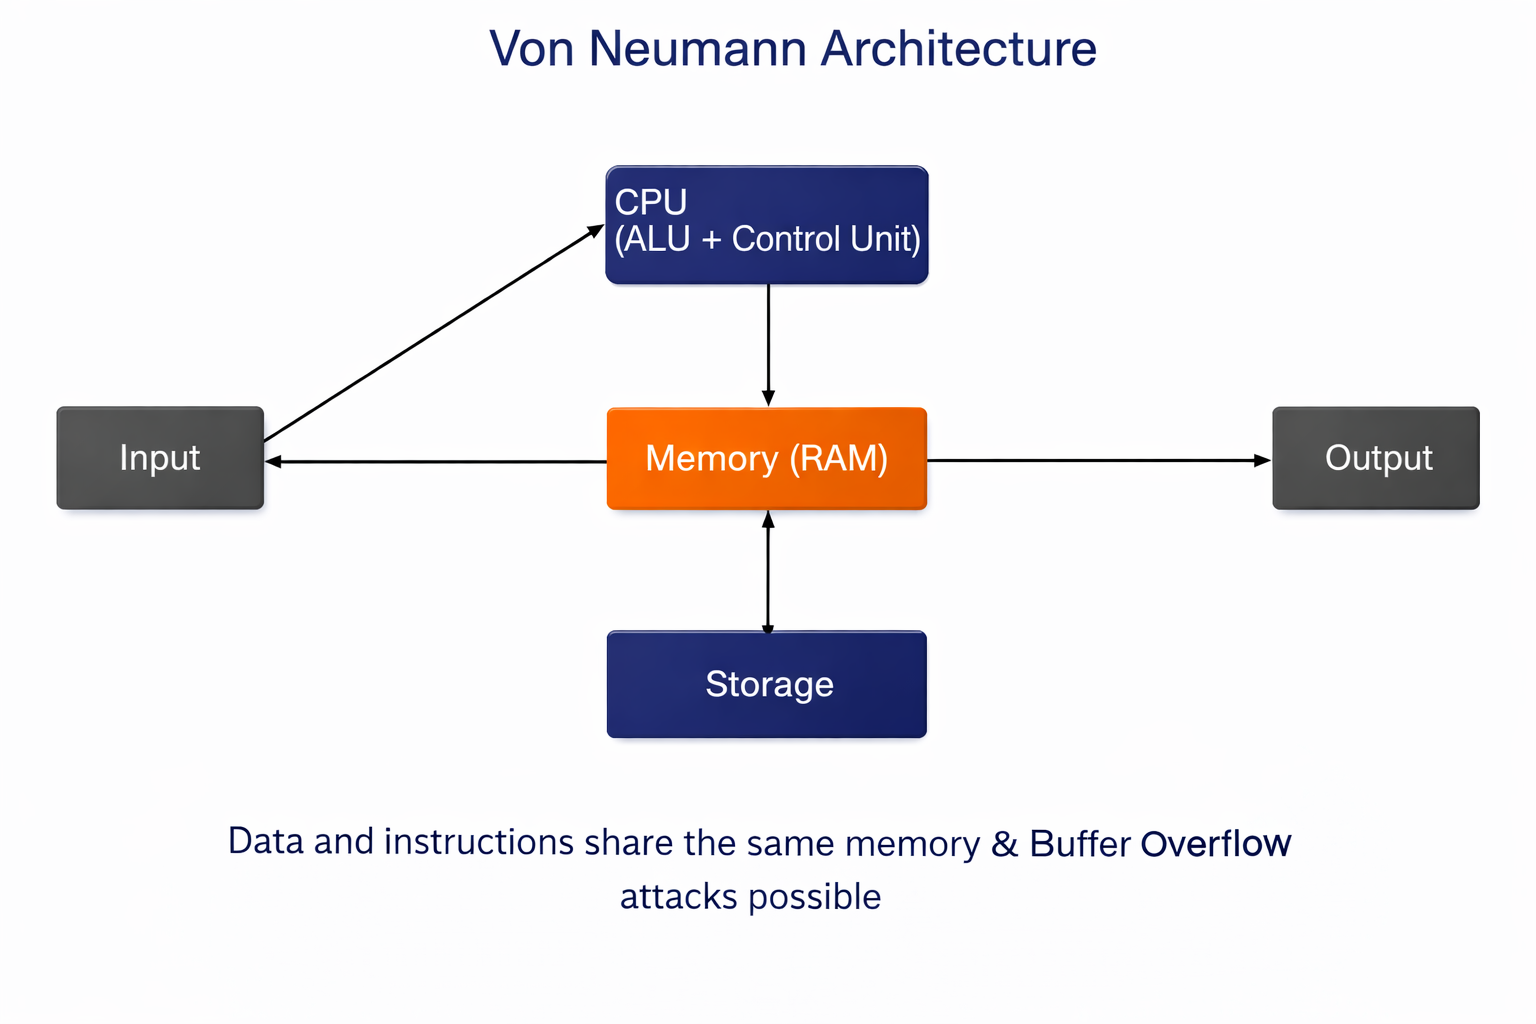 Von Neumann Architecture
CPU
(ALU + Control Unit)
Input
Memory (RAM)
Output
Storage
Data and instructions share the same memory & Buffer Overflow
attacks possible